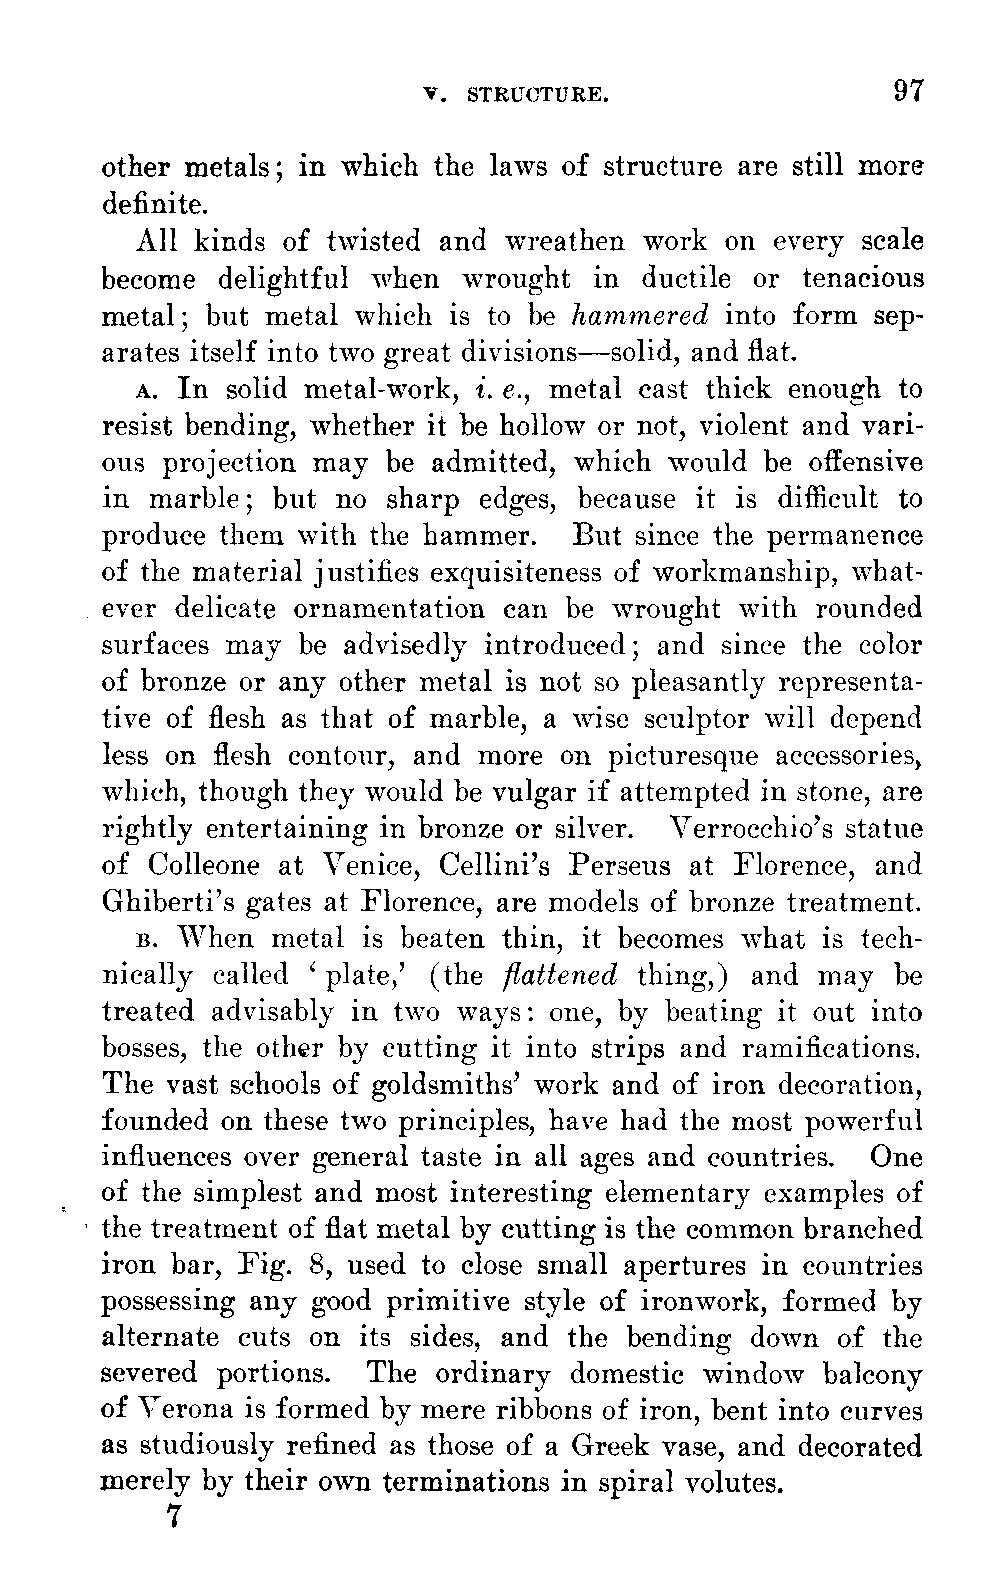 V. STRUCTURE. 97
other metals; in which the laws of structure are still more
definite.
All kinds of twisted and wreathen work on every scale
become delightful when wrought in ductile or tenacious
metal; but metal which is to be hammered into form sep-
arates itself into two great divisions—solid, and flat.
A. In solid metal-work, i. e., metal cast thick enough to
resist bending, whether it be hollow or not, violent and vari-
ous projection may be admitted, which would be offensive
in marble; but no sharp edges, because it is difficult to
produce them with the hammer. But since the permanence
of the material justifies exquisiteness of workmanship, what-
ever delicate ornamentation can be wrought with rounded
surfaces may be advisedly introduced; and since the color
of bronze or any other metal is not so pleasantly representa-
tive of flesh as that of marble, a wise sculptor will depend
less on flesh contour, and more on picturesque accessories,
which, though they would be vulgar if attempted in stone, are
rightly entertaining in bronze or silver. Verrocchio's statue
of Colleone at Venice, Cellini's Perseus at Florence, and
Ghiberti's gates at Florence, are models of bronze treatment.
B. When metal is beaten thin, it becomes what is tech-
nically called ‘plate,’ (the flattened thing,) and may be
treated advisably in two ways: one, by beating it out into
bosses, the other by cutting it into strips and ramifications.
The vast schools of goldsmiths' work and of iron decoration,
founded on these two principles, have had the most powerful
influences over general taste in all ages and countries. One
of the simplest and most interesting elementary examples of
the treatment of flat metal by cutting is the common branched
iron bar, Fig. 8, used to close small apertures in countries
possessing any good primitive style of ironwork, formed by
alternate cuts on its sides, and the bending down of the
severed portions. The ordinary domestic window balcony
of Verona is formed by mere ribbons of iron, bent into curves
as studiously refined as those of a Greek vase, and decorated
merely by their own terminations in spiral volutes.
7